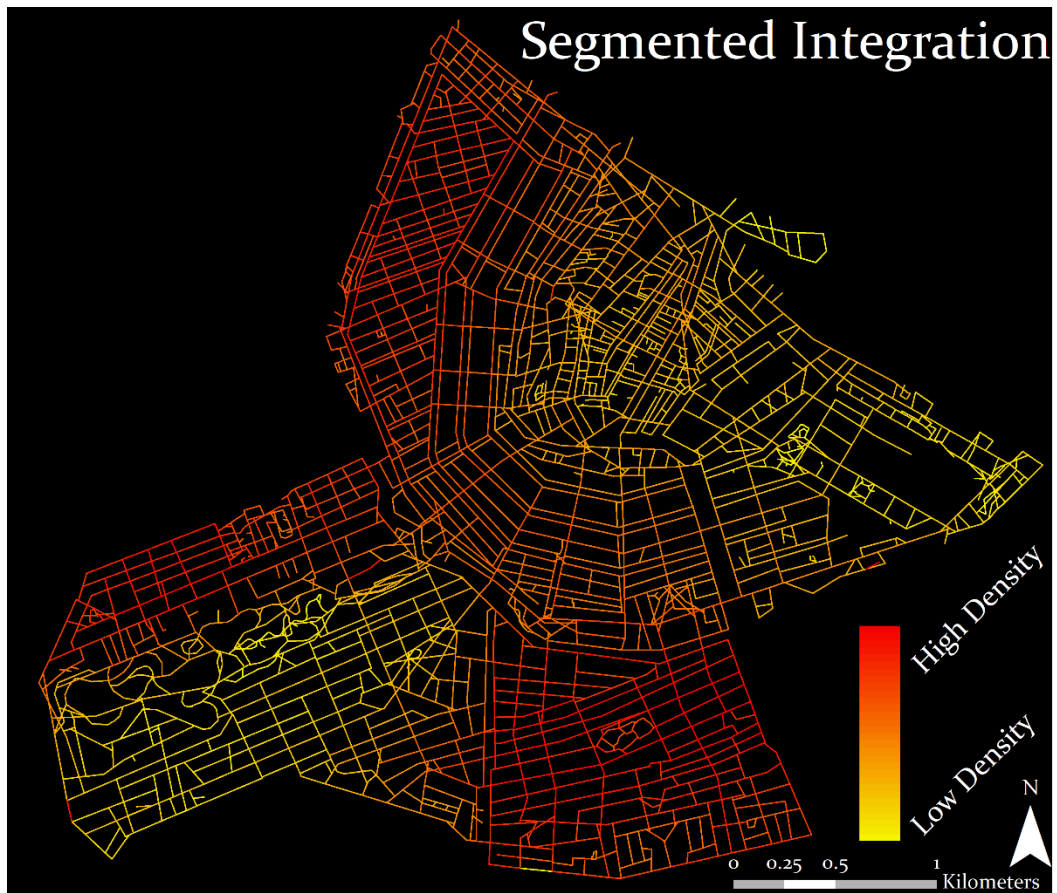 Segmented Integration
High Density
Low Density
N
0 0.25 0.5 1
Kilometers